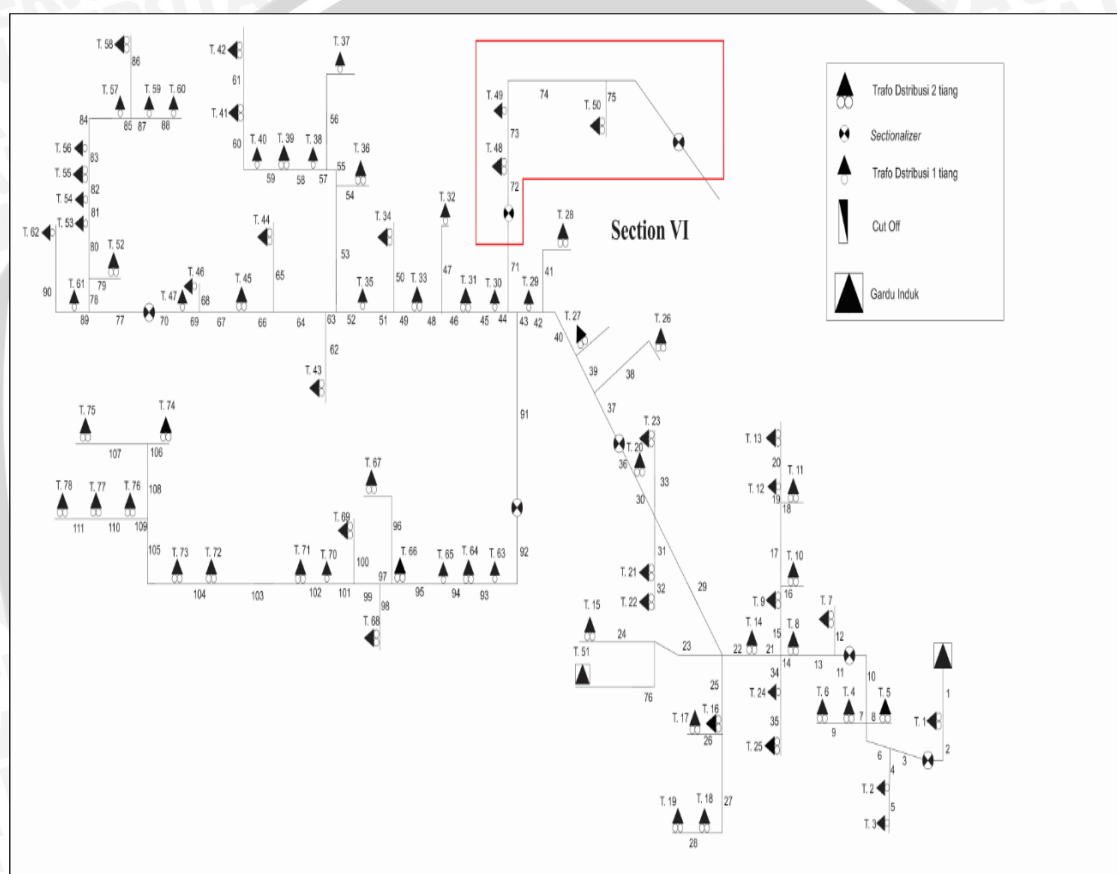 T. 58
86
T. 57
T. 59
T. 60
84
85
87
88
T. 56
83
T. 55
82
T. 54
81
T. 53
T. 62
80
T. 52
79
90
T. 61
78
89
77
T. 42
61
T. 41
60
T. 40
T. 39
T. 38
59
58
57
T. 37
56
55
T. 36
54
53
T. 44
65
T. 34
50
T. 32
47
T. 46
T. 47
68
T. 45
70
69
67
66
64
63
T. 35
52
51
T. 33
49
48
T. 31
46
T. 30
45
44
T. 29
43
42
62
T. 43
T. 49
74
75
T. 50
73
T. 48
72
71
Section VI
T. 28
41
Trafo Dstribusi 2 tiang
Sectionalizer
Trafo Dstribusi 1 tiang
Cut Off
Gardu Induk
T. 27
T. 26
40
39
38
37
36
T. 20
T. 23
30
33
31
T. 21
32
T. 22
29
91
92
T. 75
T. 74
107
106
108
T. 78
T. 77
T. 76
111
110
109
105
T. 73
T. 72
104
103
T. 71
T. 70
102
101
T. 69
100
T. 67
96
T. 66
97
99
98
T. 68
T. 65
T. 64
T. 63
95
94
93
T. 13
20
T. 11
T. 12
19
18
17
T. 10
16
T. 9
T. 7
15
T. 8
12
T. 14
22
21
14
13
11
10
T. 15
24
23
T. 51
76
25
34
T. 24
35
T. 25
T. 17
T. 16
26
27
T. 19
T. 18
28
T. 6
T. 4
T. 5
7
8
9
1
T. 1
2
6
3
4
T. 2
5
T. 3